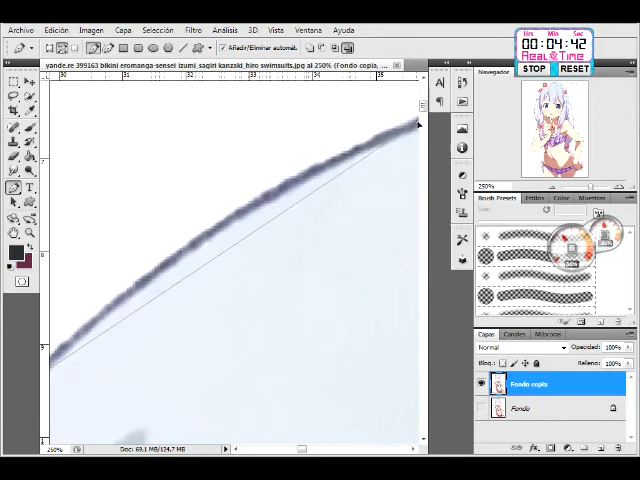 Archivo Edición Imagen Capa Selección Filtro Análisis 3D Vista Ventana Ayuda
Hrs Min Sec
00:04:42
Real Time
STOP RESET
Añadir/Eliminar automát.
yande.re 399163 bikini eromanga-sensei izumi_sagiri kanzaki_hiro swimsuits.jpg al 250% (Fondo copia,
30 31 32 33 34 35
Navegador
250%
Brush Presets Estilos Color Muestras
Capas Canales Máscaras
Normal Opacidad: 100%
Bloq.: Relleno: 100%
Fondo copia
Fondo
7
8
9
250% Doc: 69,1 MB/124,7 MB